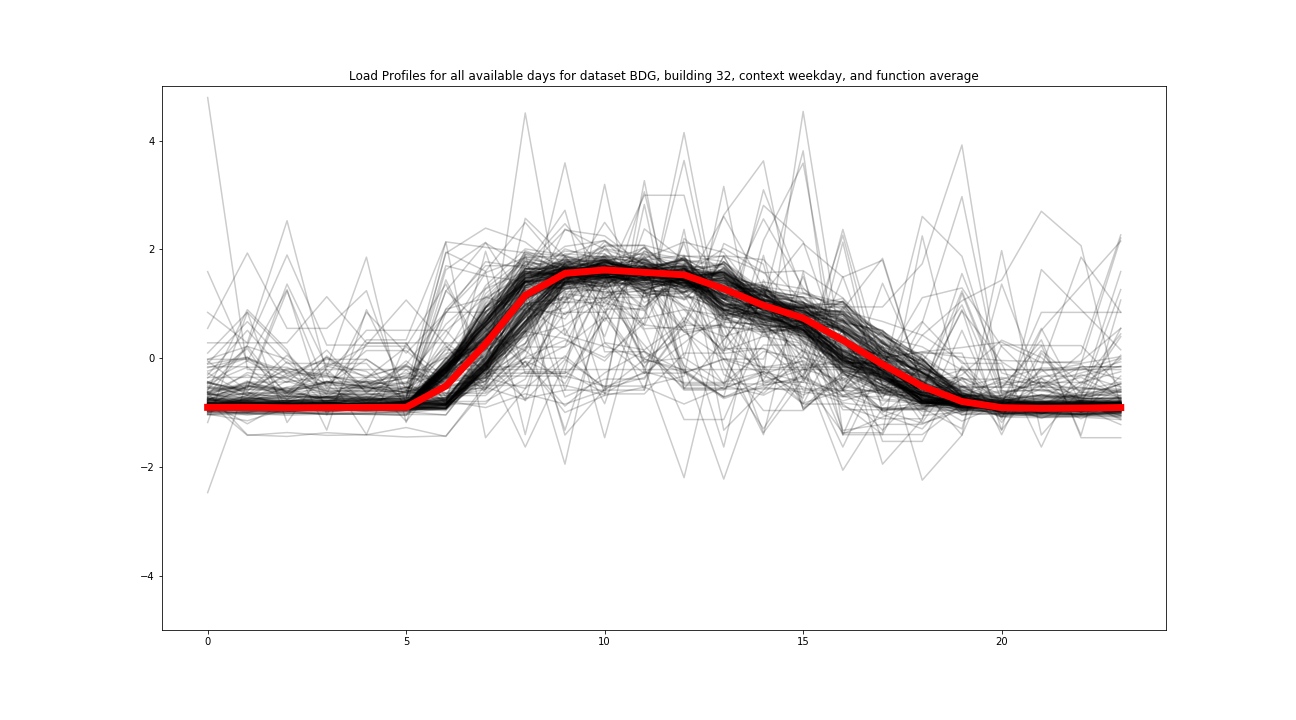 Load Profiles for all available days for dataset BDG, building 32, context weekday, and function average
4
2
0
−2
−4
0 5 10 15 20